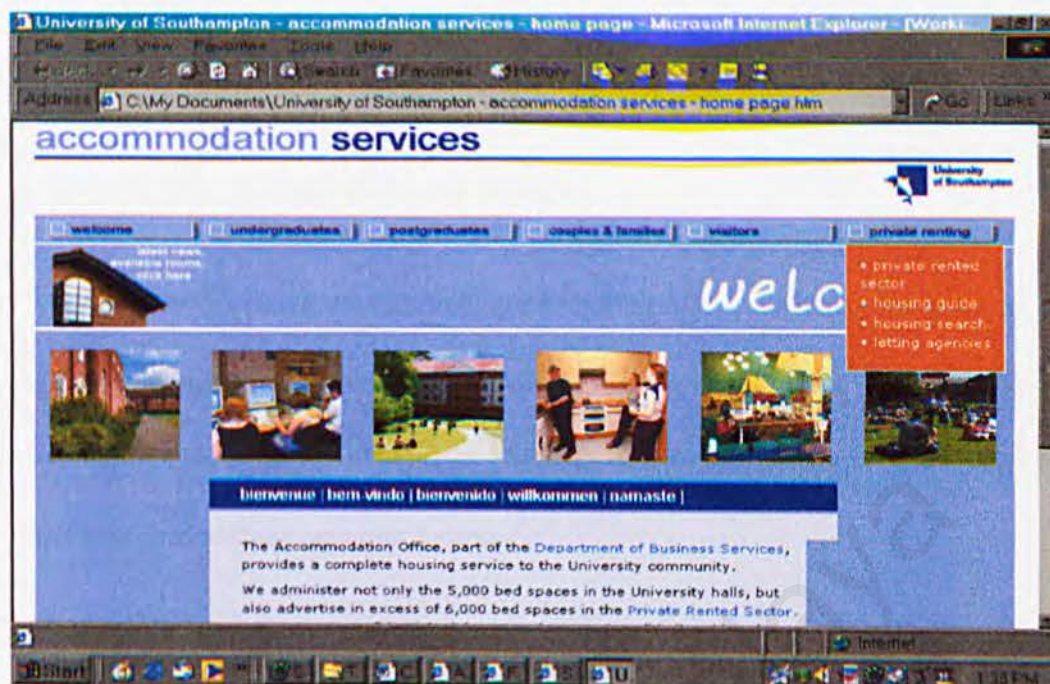 University of Southampton - accommodation services - home page - Microsoft Internet Explorer - [Worki
File Edit View Favorites Tools Help
Search Favorites History
Address C:\My Documents\University of Southampton - accommodation services - home page.htm Go Links
accommodation services
University
of Southampton
welcome undergraduates postgraduates couples & families visitors private renting
latest news,
available rooms,
click here
welc
• private rented
sector
• housing guide
• housing search
• letting agencies
bienvenue | bem-vindo | bienvenido | willkommen | namaste |
The Accommodation Office, part of the Department of Business Services,
provides a complete housing service to the University community.
We administer not only the 5,000 bed spaces in the University halls, but
also advertise in excess of 6,000 bed spaces in the Private Rented Sector.
Internet
Start